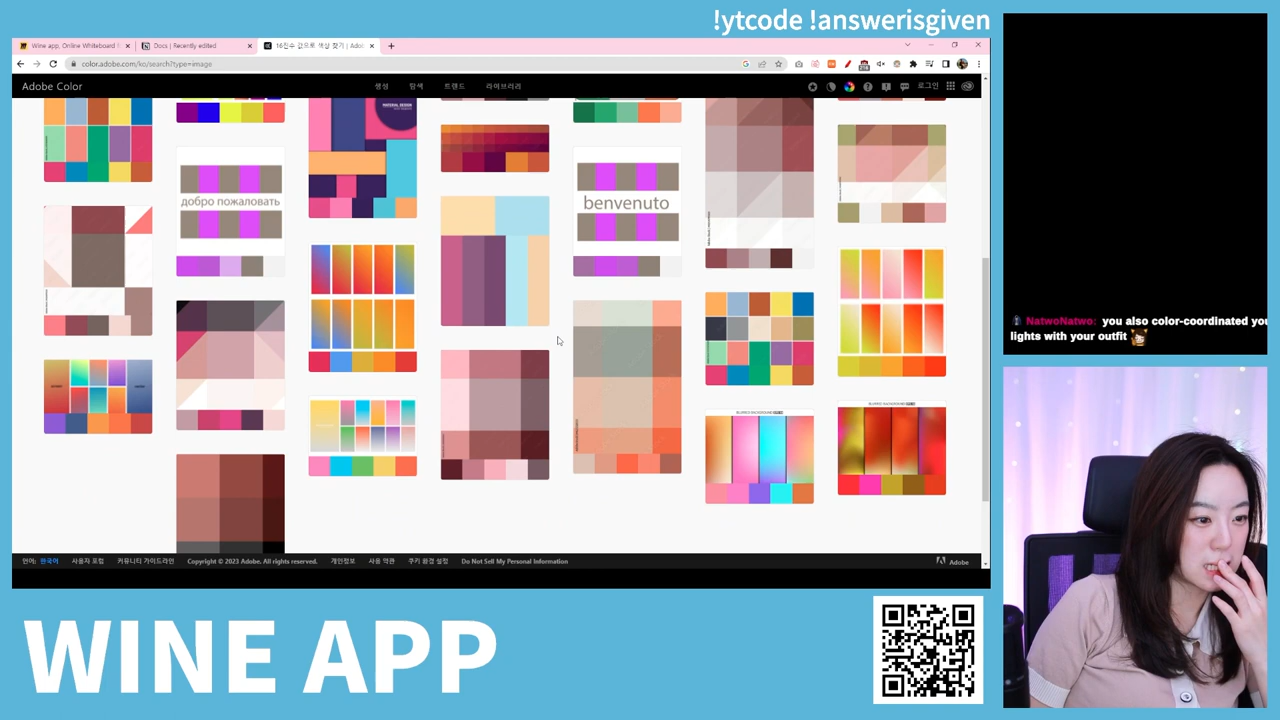 !ytcode !answerisgiven
Wine app, Online Whiteboard f
Docs | Recently edited
16진수 값으로 색상 찾기 | Adob
color.adobe.com/ko/search?type=image
Adobe Color
생성
탐색
트렌드
라이브러리
로그인
MATERIAL DESIGN
добро пожаловать
benvenuto
BLURRED BACKGROUND
BLURRED BACKGROUND
언어: 한국어
사용자 포럼
커뮤니티 가이드라인
Copyright © 2023 Adobe. All rights reserved.
개인정보
사용 약관
쿠키 환경 설정
Do Not Sell My Personal Information
Adobe
NatwoNatwo: you also color-coordinated you
lights with your outfit
WINE APP